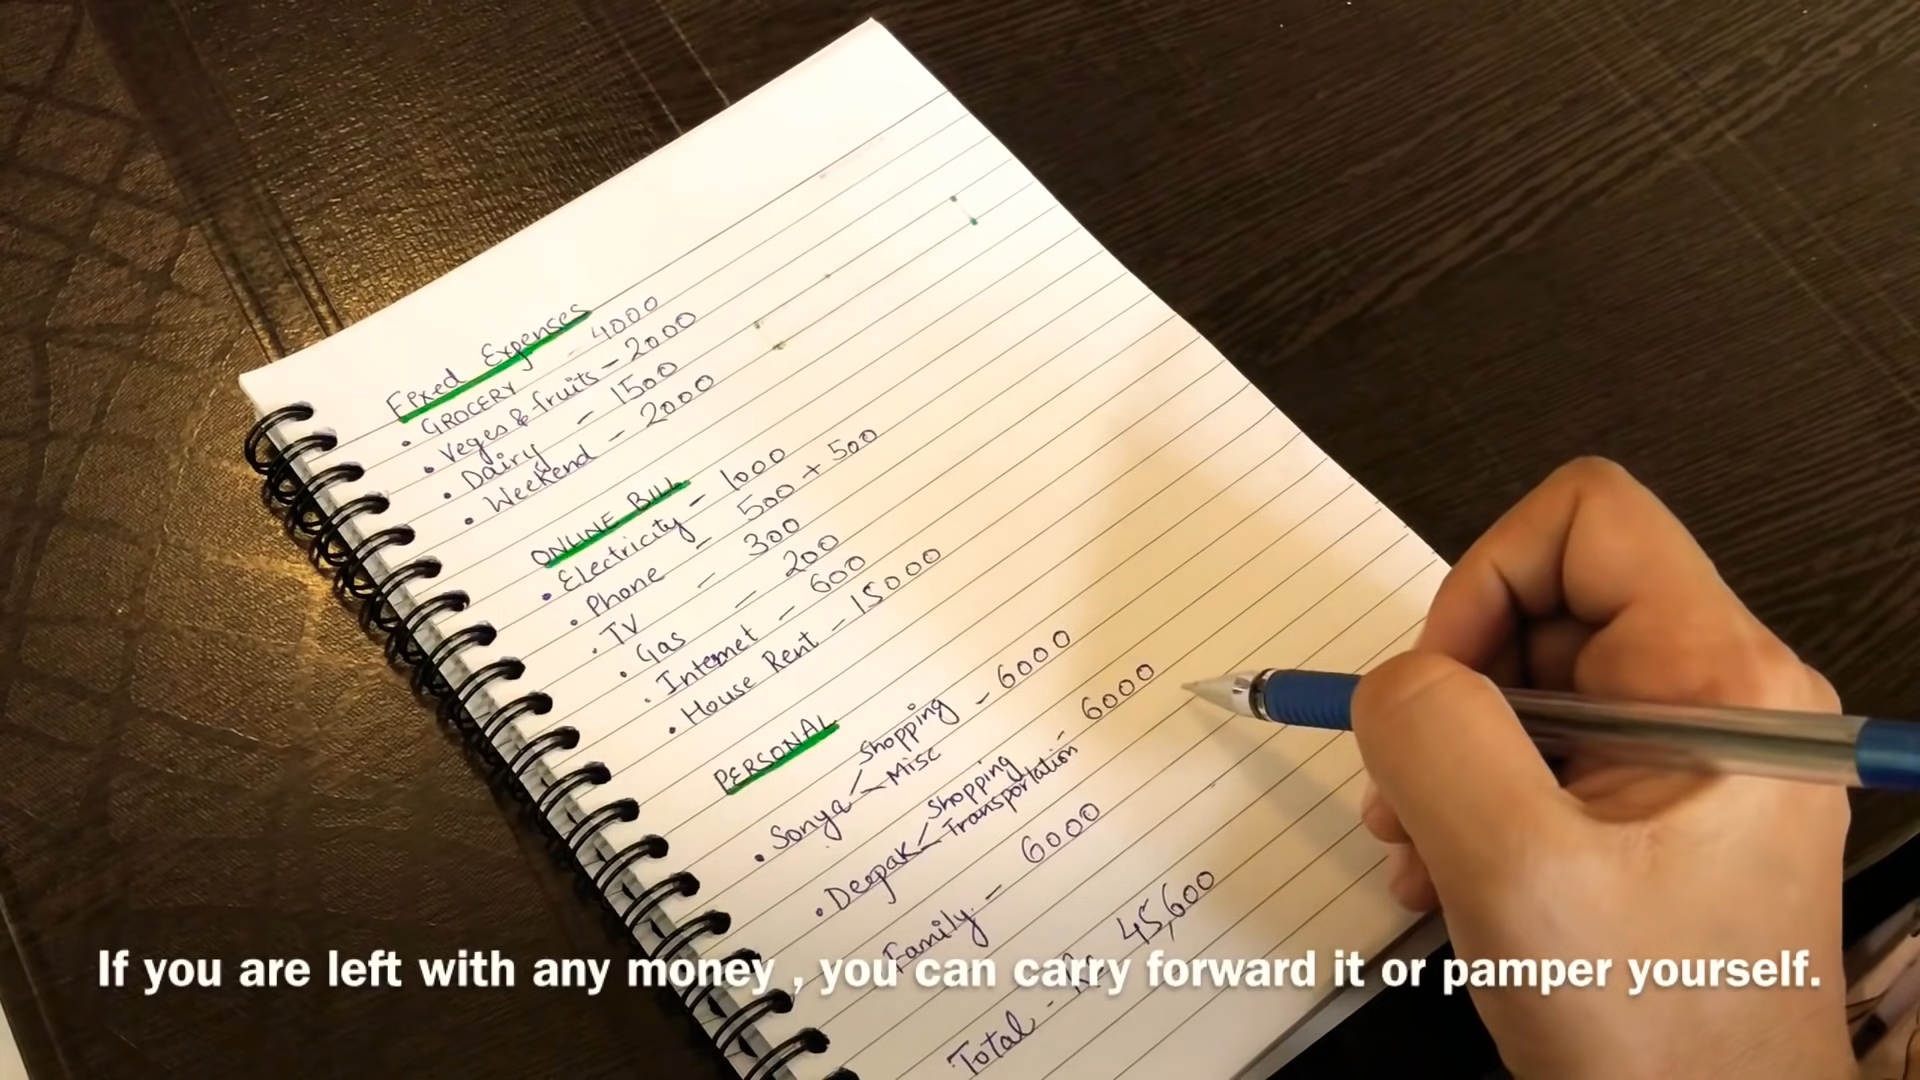 Fixed Expenses
• GROCERY - 4000
• Veges & fruits - 2000
• Dairy - 1500
• Weekend - 2000
ONLINE BILL
• Electricity - 1000
• Phone - 500 + 500
• TV - 300
• Gas - 200
• Internet - 600
• House Rent - 15000
PERSONAL
• Sonya < Shopping - 6000
Misc
• Deepak < Shopping
Transportation - 6000
Family - 6000
Total - Rs 45,600
If you are left with any money , you can carry forward it or pamper yourself.